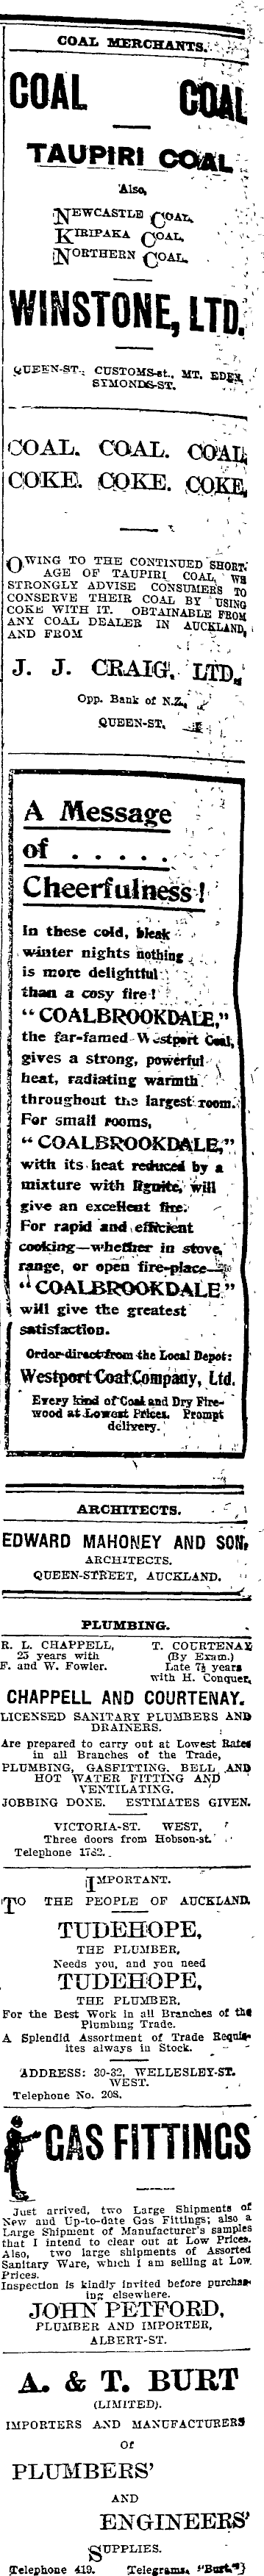 COAL MERCHANTS.
COAL COAL
TAUPIRI COAL
Also,
NEWCASTLE COAL,
KIRIPAKA COAL,
NORTHERN COAL.
WINSTONE, LTD.
QUEEN-ST., CUSTOMS-st., MT. EDEN,
SYMONDS-ST.
COAL. COAL. COAL
COKE. COKE. COKE,
OWING TO THE CONTINUED SHORT-
AGE OF TAUPIRI COAL, WE
STRONGLY ADVISE CONSUMERS TO
CONSERVE THEIR COAL BY USING
COKE WITH IT. OBTAINABLE FROM
ANY COAL DEALER IN AUCKLAND,
AND FROM
J. J. CRAIG, LTD.,
Opp. Bank of N.Z.,
QUEEN-ST.
A Message
of . . . . .
Cheerfulness!
In these cold, bleak
winter nights nothing
is more delightful
than a cosy fire!
"COALBROOKDALE,"
the far-famed Westport Coal,
gives a strong, powerful
heat, radiating warmth
throughout the largest room.
For small rooms,
"COALBROOKDALE,"
with its heat reduced by a
mixture with lignite, will
give an excellent fire.
For rapid and efficient
cooking—whether in stove,
range, or open fire-place—
"COALBROOKDALE"
will give the greatest
satisfaction.
Order direct from the Local Depot:
Westport Coal Company, Ltd.
Every kind of Coal and Dry Fire-
wood at Lowest Prices. Prompt
delivery.
ARCHITECTS.
EDWARD MAHONEY AND SON,
ARCHITECTS.
QUEEN-STREET, AUCKLAND.
PLUMBING.
R. L. CHAPPELL, T. COURTENAY
25 years with (By Exam.)
F. and W. Fowler. Late 7½ years
with H. Conquer,
CHAPPELL AND COURTENAY.
LICENSED SANITARY PLUMBERS AND
DRAINERS.
Are prepared to carry out at Lowest Rates
in all Branches of the Trade,
PLUMBING, GASFITTING, BELL AND
HOT WATER FITTING AND
VENTILATING.
JOBBING DONE. ESTIMATES GIVEN.
VICTORIA-ST. WEST,
Three doors from Hobson-st.
Telephone 1782.
IMPORTANT.
TO THE PEOPLE OF AUCKLAND.
TUDEHOPE,
THE PLUMBER,
Needs you, and you need
TUDEHOPE,
THE PLUMBER,
For the Best Work in all Branches of the
Plumbing Trade.
A Splendid Assortment of Trade Requis-
ites always in Stock.
ADDRESS: 30-32, WELLESLEY-ST.
WEST.
Telephone No. 208.
GAS FITTINGS
Just arrived, two Large Shipments of
New and Up-to-date Gas Fittings; also a
Large Shipment of Manufacturer's samples
that I intend to clear out at Low Prices.
Also, two large shipments of Assorted
Sanitary Ware, which I am selling at Low
Prices.
Inspection is kindly invited before purchas-
ing elsewhere.
JOHN PETFORD,
PLUMBER AND IMPORTER,
ALBERT-ST.
A. & T. BURT
(LIMITED).
IMPORTERS AND MANUFACTURERS
Of
PLUMBERS'
AND
ENGINEERS'
SUPPLIES.
Telephone 419. Telegrams, "Burt."}